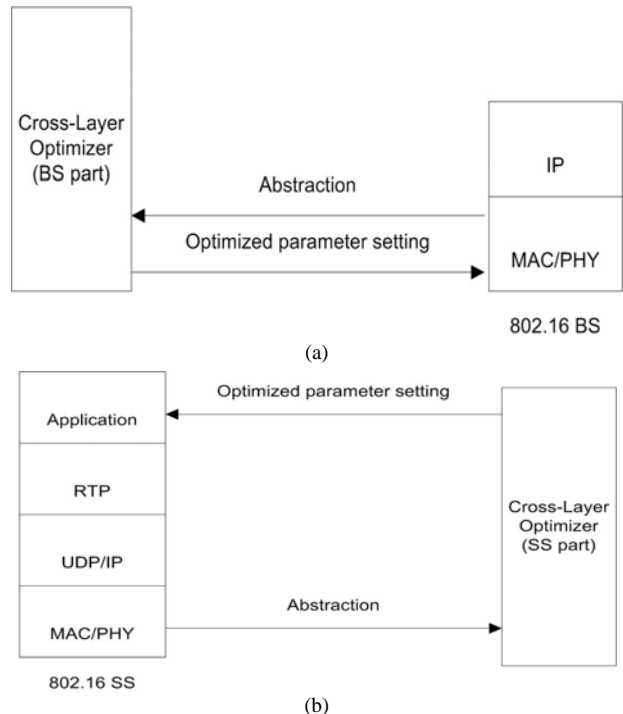 Cross-Layer
Optimizer
(BS part)
Abstraction
Optimized parameter setting
IP
MAC/PHY
802.16 BS
(a)
Application
RTP
UDP/IP
MAC/PHY
802.16 SS
Optimized parameter setting
Abstraction
Cross-Layer
Optimizer
(SS part)
(b)